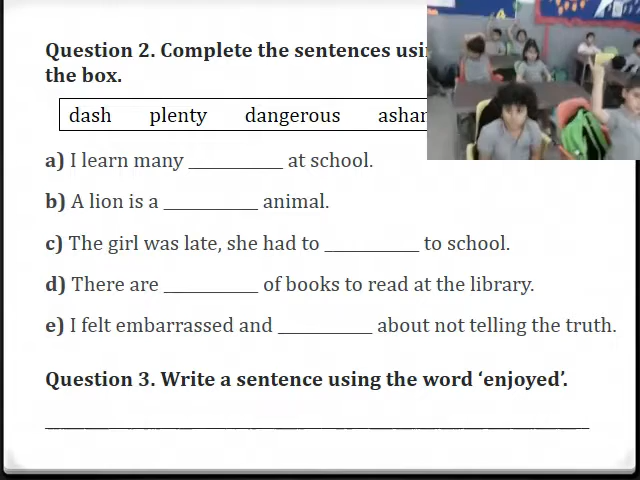 Question 2. Complete the sentences
the box.
dash plenty dangerous
a) I learn many __________ at school.
b) A lion is a __________ animal.
c) The girl was late, she had to __________ to school.
d) There are __________ of books to read at the library.
e) I felt embarrassed and __________ about not telling the truth.
Question 3. Write a sentence using the word ‘enjoyed’.